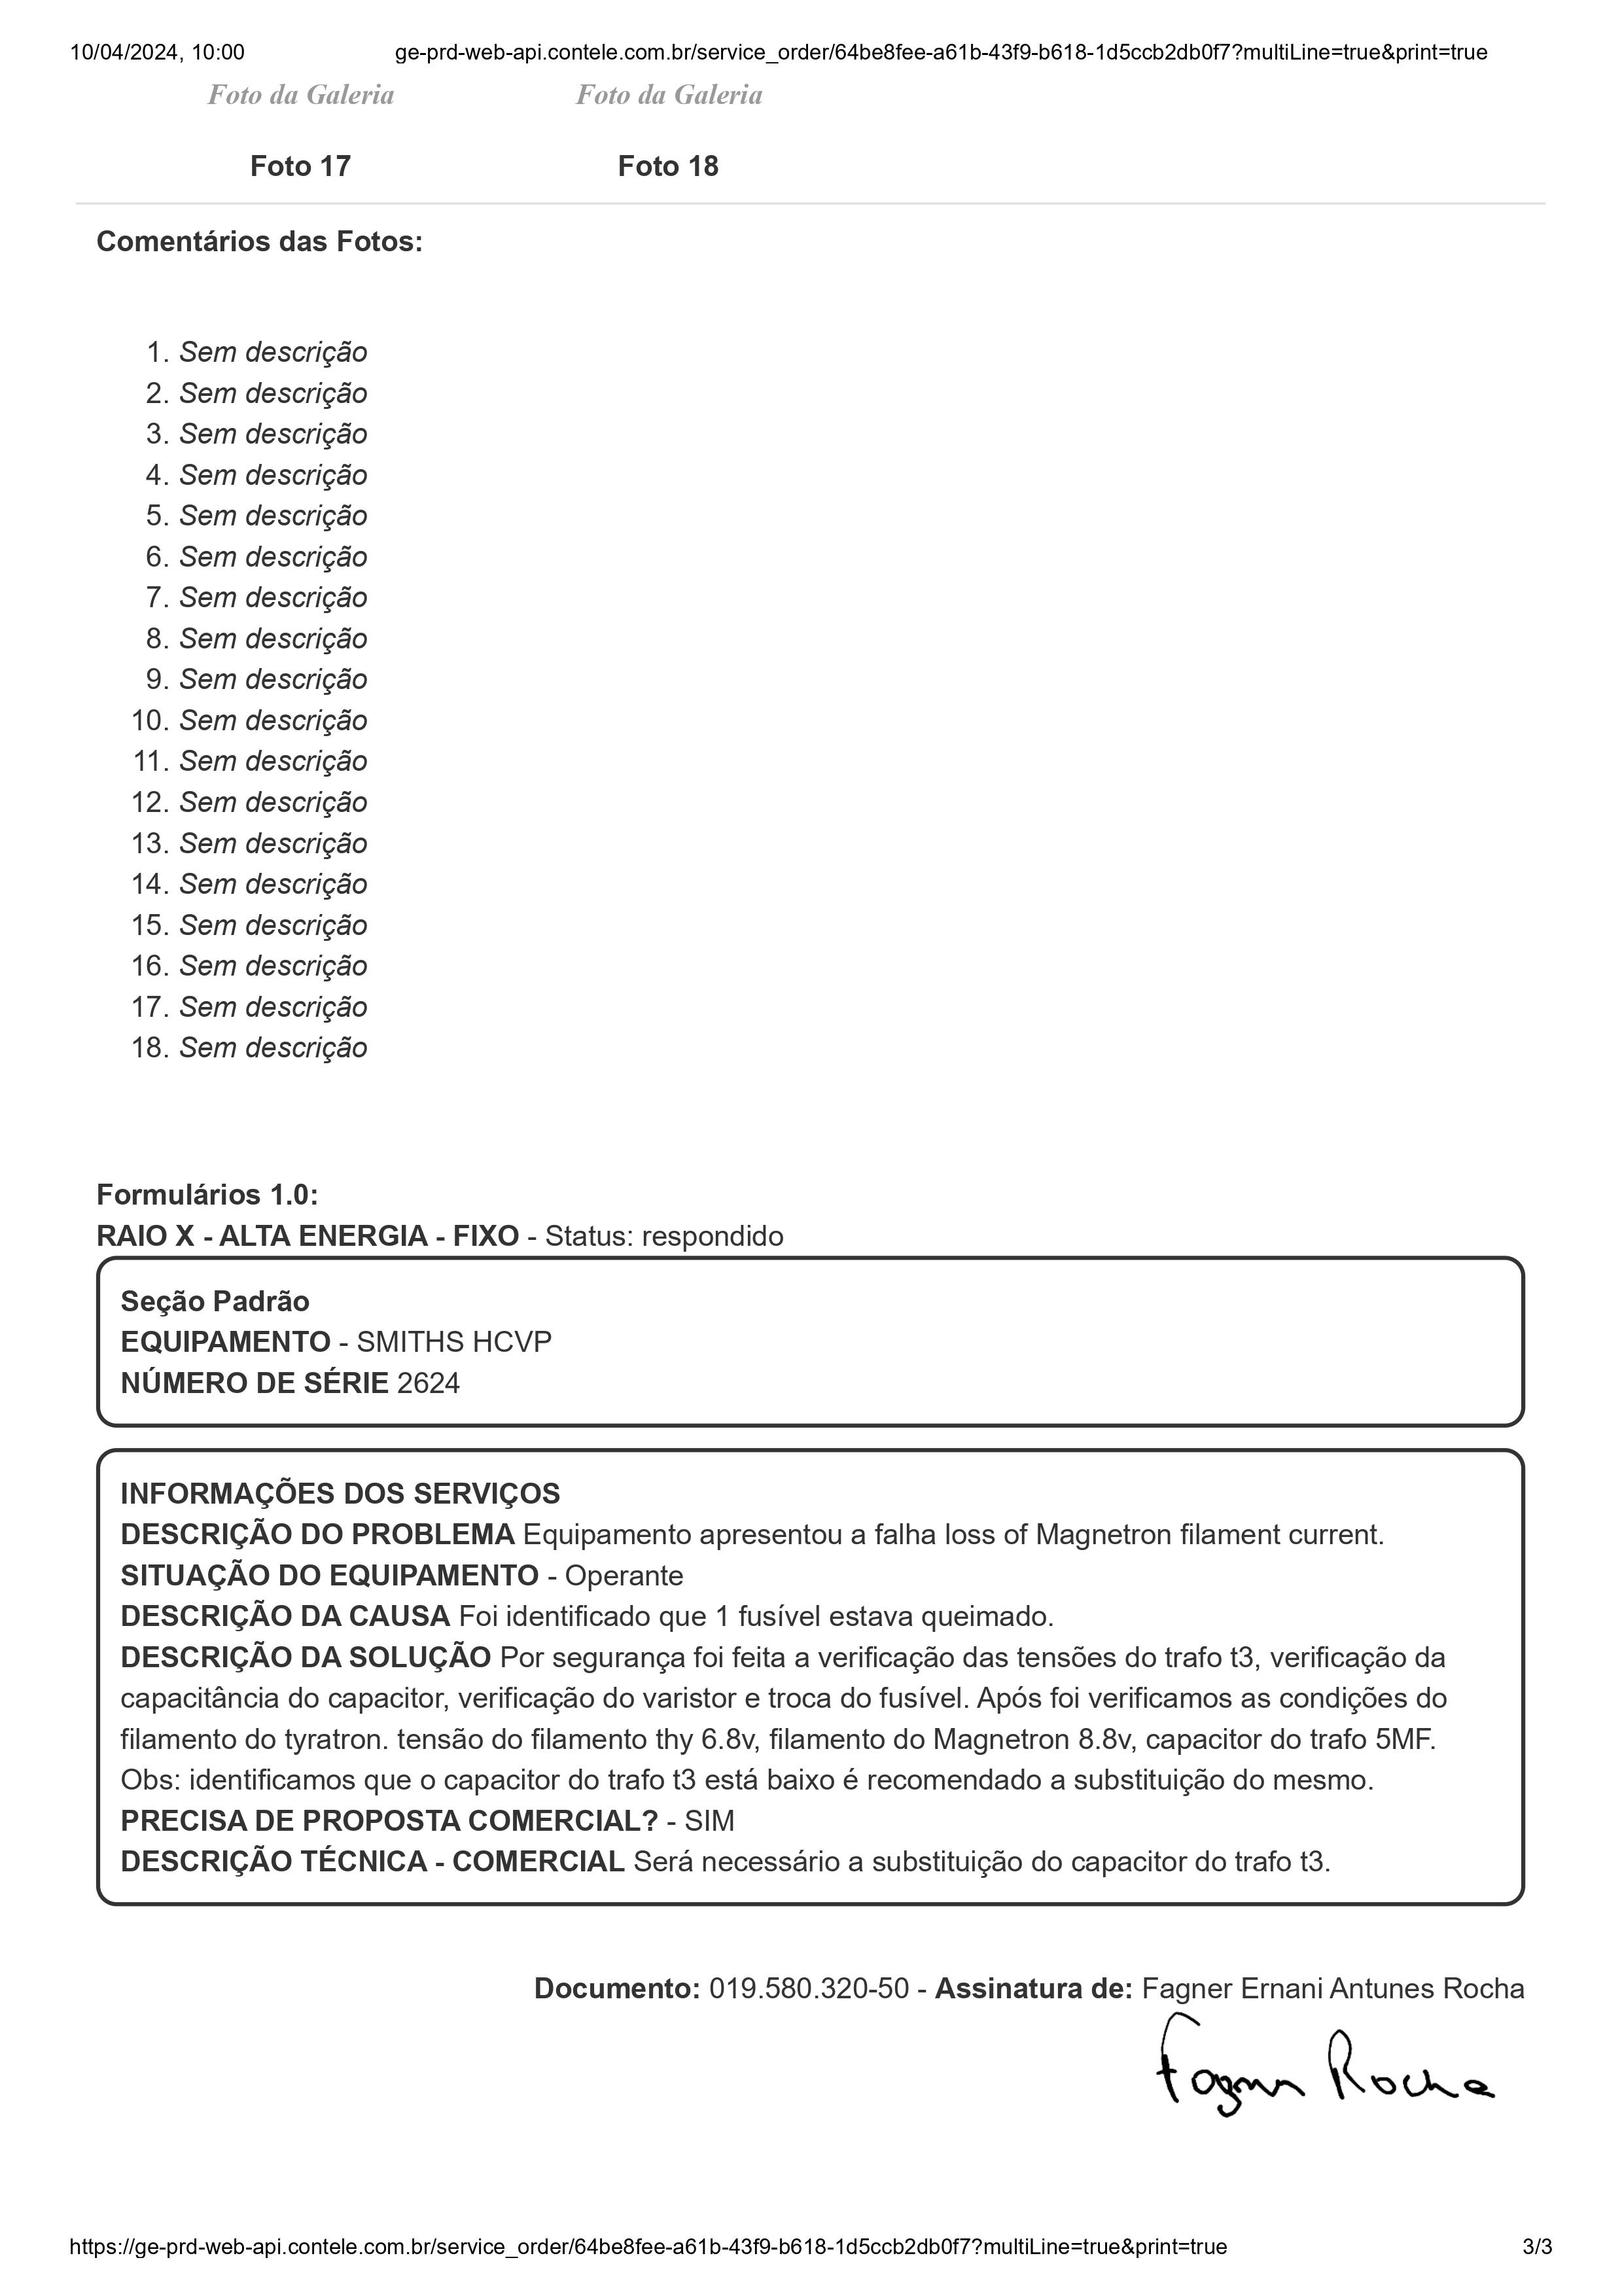 10/04/2024, 10:00 ge-prd-web-api.contele.com.br/service_order/64be8fee-a61b-43f9-b618-1d5ccb2db0f7?multiLine=true&print=true
Foto da Galeria Foto da Galeria
Foto 17 Foto 18
Comentários das Fotos:
1. Sem descrição
2. Sem descrição
3. Sem descrição
4. Sem descrição
5. Sem descrição
6. Sem descrição
7. Sem descrição
8. Sem descrição
9. Sem descrição
10. Sem descrição
11. Sem descrição
12. Sem descrição
13. Sem descrição
14. Sem descrição
15. Sem descrição
16. Sem descrição
17. Sem descrição
18. Sem descrição
Formulários 1.0:
RAIO X - ALTA ENERGIA - FIXO - Status: respondido
Seção Padrão
EQUIPAMENTO - SMITHS HCVP
NÚMERO DE SÉRIE 2624
INFORMAÇÕES DOS SERVIÇOS
DESCRIÇÃO DO PROBLEMA Equipamento apresentou a falha loss of Magnetron filament current.
SITUAÇÃO DO EQUIPAMENTO - Operante
DESCRIÇÃO DA CAUSA Foi identificado que 1 fusível estava queimado.
DESCRIÇÃO DA SOLUÇÃO Por segurança foi feita a verificação das tensões do trafo t3, verificação da
capacitância do capacitor, verificação do varistor e troca do fusível. Após foi verificamos as condições do
filamento do tyratron. tensão do filamento thy 6.8v, filamento do Magnetron 8.8v, capacitor do trafo 5MF.
Obs: identificamos que o capacitor do trafo t3 está baixo é recomendado a substituição do mesmo.
PRECISA DE PROPOSTA COMERCIAL? - SIM
DESCRIÇÃO TÉCNICA - COMERCIAL Será necessário a substituição do capacitor do trafo t3.
Documento: 019.580.320-50 - Assinatura de: Fagner Ernani Antunes Rocha
Fagner Rocha
https://ge-prd-web-api.contele.com.br/service_order/64be8fee-a61b-43f9-b618-1d5ccb2db0f7?multiLine=true&print=true 3/3